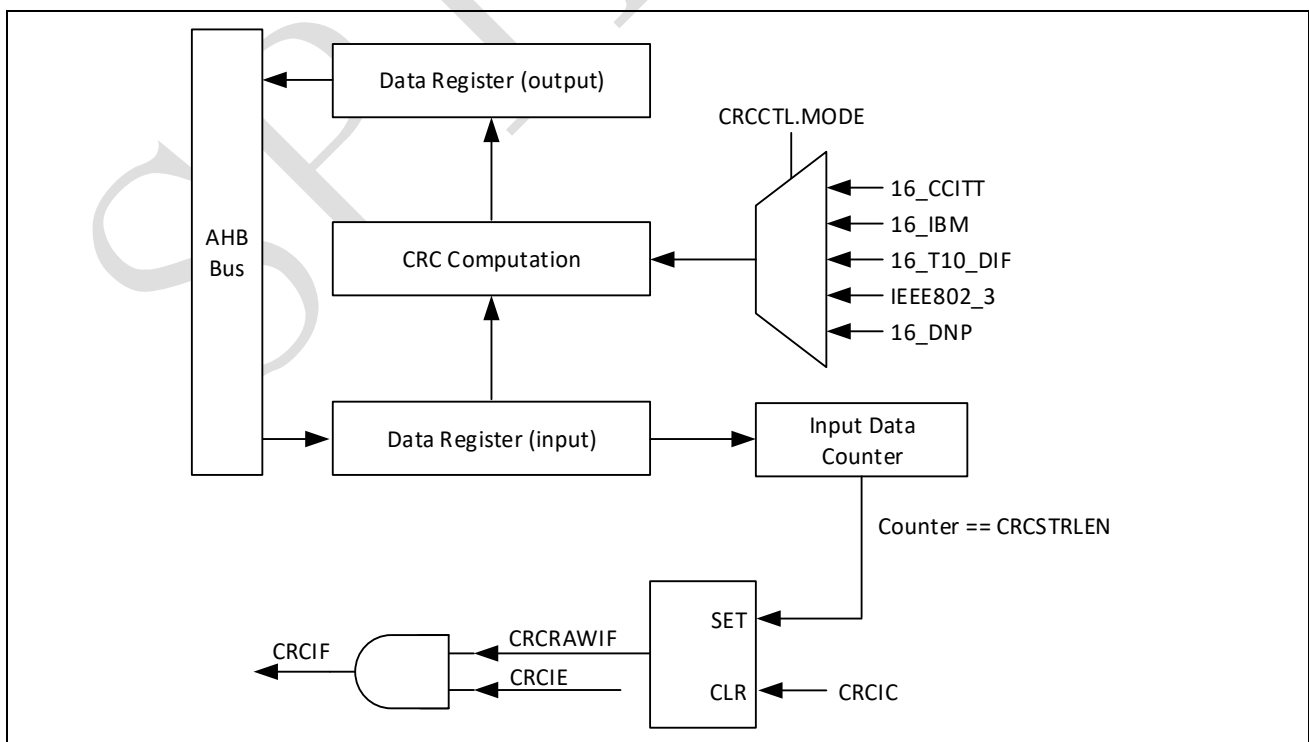 Data Register (output)
CRCCTL.MODE
16_CCITT
16_IBM
AHB
Bus
CRC Computation
16_T10_DIF
IEEE802_3
16_DNP
Data Register (input)
Input Data
Counter
Counter == CRCSTRLEN
SET
CRCRAWIF
CRCIF
CRCIE
CLR
CRCIC